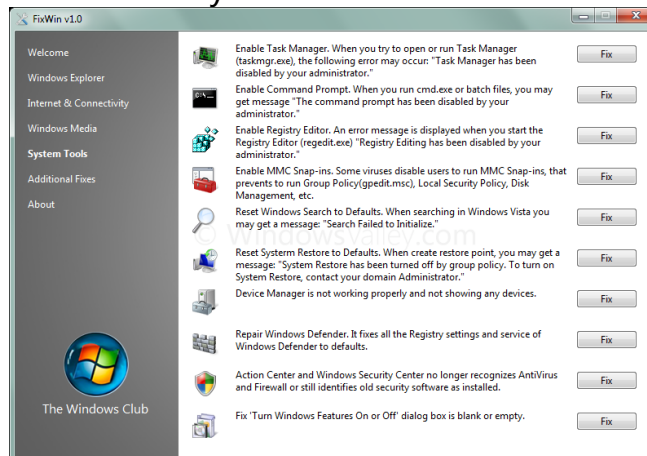 FixWin v1.0
Welcome
Windows Explorer
Internet & Connectivity
Windows Media
System Tools
Additional Fixes
About
The Windows Club
Enable Task Manager. When you try to open or run Task Manager
(taskmgr.exe), the following error may occur: "Task Manager has been
disabled by your administrator."
Fix
Enable Command Prompt. When you run cmd.exe or batch files, you may
get message "The command prompt has been disabled by your
administrator."
Fix
Enable Registry Editor. An error message is displayed when you start the
Registry Editor (regedit.exe) "Registry Editing has been disabled by your
administrator."
Fix
Enable MMC Snap-ins. Some viruses disable users to run MMC Snap-ins, that
prevents to run Group Policy(gpedit.msc), Local Security Policy, Disk
Management, etc.
Fix
Reset Windows Search to Defaults. When searching in Windows Vista you
may get a message: "Search Failed to Initialize."
Fix
© Windowsvalley.com
Reset Systerm Restore to Defaults. When create restore point, you may get a
message: "System Restore has been turned off by group policy. To turn on
System Restore, contact your domain Administrator."
Fix
Device Manager is not working properly and not showing any devices.
Fix
Repair Windows Defender. It fixes all the Registry settings and service of
Windows Defender to defaults.
Fix
Action Center and Windows Security Center no longer recognizes AntiVirus
and Firewall or still identifies old security software as installed.
Fix
Fix 'Turn Windows Features On or Off' dialog box is blank or empty.
Fix